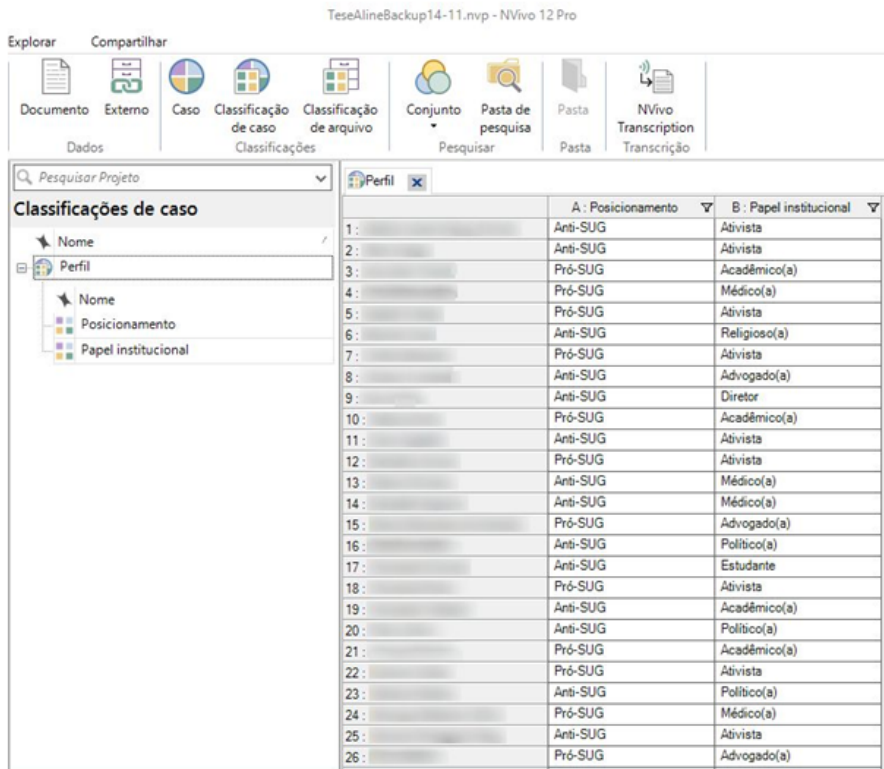 TeseAlineBackup14-11.nvp - NVivo 12 Pro
Explorar Compartilhar
Documento Externo Caso Classificação de caso Classificação de arquivo Conjunto Pasta de pesquisa Pasta NVivo Transcription
Dados Classificações Pesquisar Pasta Transcrição
Pesquisar Projeto
Classificações de caso
Nome
Perfil
Nome
Posicionamento
Papel institucional
Perfil
A : Posicionamento B : Papel institucional
1 : Anti-SUG Ativista
2 : Anti-SUG Ativista
3 : Pró-SUG Acadêmico(a)
4 : Pró-SUG Médico(a)
5 : Pró-SUG Ativista
6 : Anti-SUG Religioso(a)
7 : Pró-SUG Ativista
8 : Anti-SUG Advogado(a)
9 : Anti-SUG Diretor
10 : Pró-SUG Acadêmico(a)
11 : Anti-SUG Ativista
12 : Pró-SUG Ativista
13 : Anti-SUG Médico(a)
14 : Anti-SUG Médico(a)
15 : Pró-SUG Advogado(a)
16 : Anti-SUG Político(a)
17 : Anti-SUG Estudante
18 : Pró-SUG Ativista
19 : Anti-SUG Acadêmico(a)
20 : Anti-SUG Político(a)
21 : Pró-SUG Acadêmico(a)
22 : Pró-SUG Ativista
23 : Anti-SUG Político(a)
24 : Pró-SUG Médico(a)
25 : Anti-SUG Ativista
26 : Pró-SUG Advogado(a)